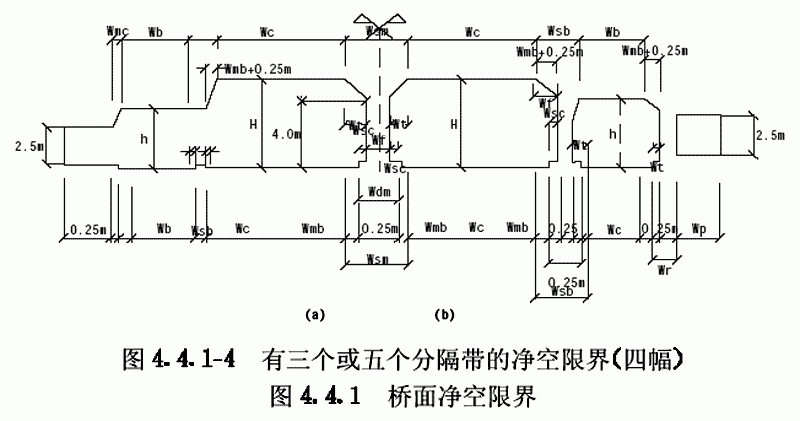 Wmc Wb Wc Wsm Wc Wsb Wb
Wmb+0.25m Wmb+0.25m
Wmb+0.25m
2.5m h H 4.0m Wt Wsc Wf Wsc Wt H Wf Wsc Wt h Wt 2.5m
Wdm
0.25m Wb Wsb Wc Wmb 0.25m Wmb Wc Wmb 0.25 Wc 0.25m Wp
Wsm Wr
0.25m
Wsb
(a) (b)
图 4.4.1-4 有三个或五个分隔带的净空限界(四幅)
图 4.4.1 桥面净空限界